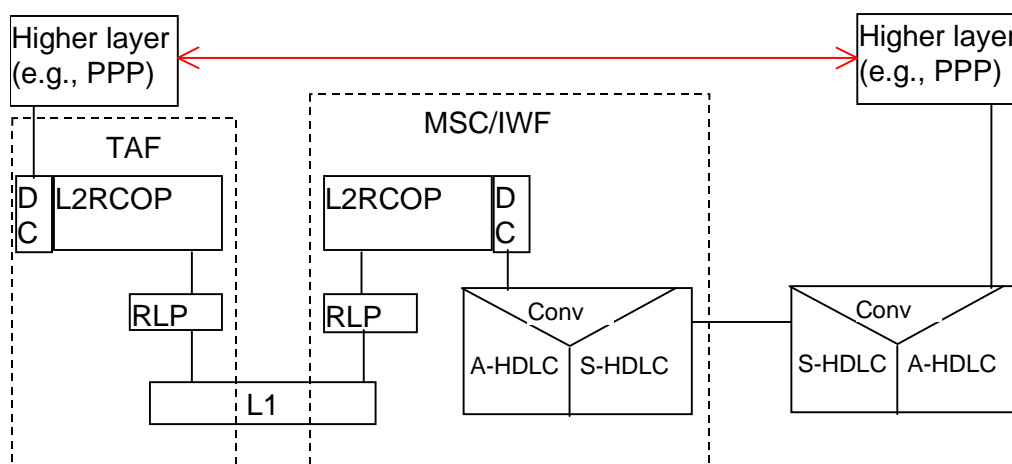 Higher layer
(e.g., PPP)
Higher layer
(e.g., PPP)
MSC/IWF
TAF
D
C
L2RCOP
L2RCOP
D
C
RLP
RLP
Conv
A-HDLC
S-HDLC
Conv
S-HDLC
A-HDLC
L1